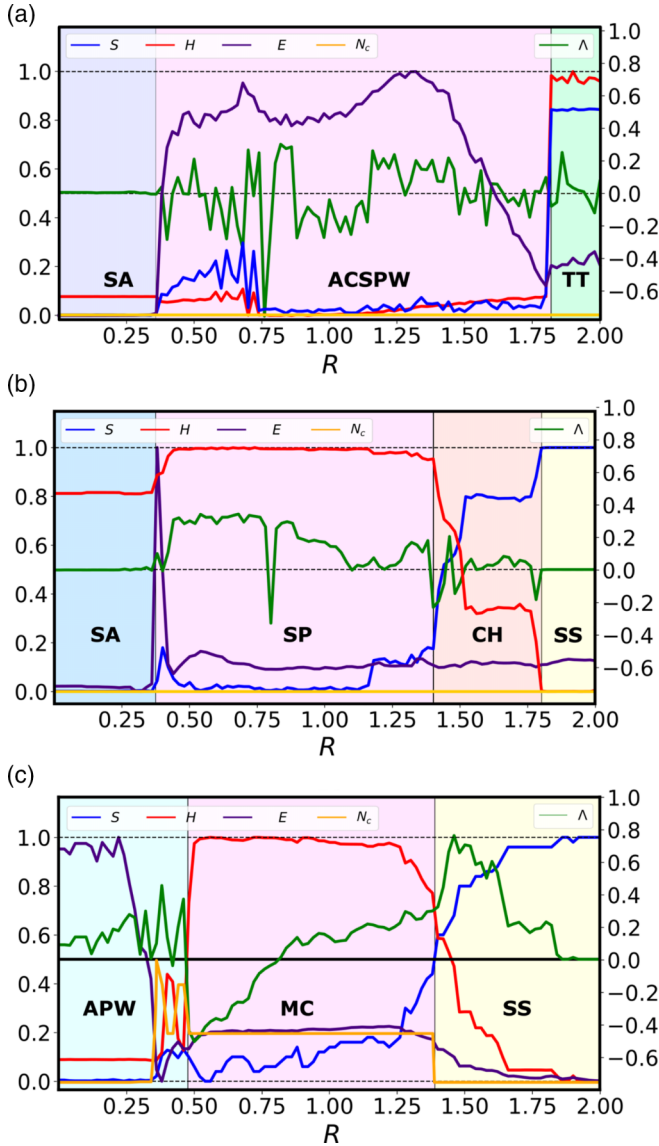 (a)
S H E N_c Λ
1.0 0.8 0.6 0.4 0.2 0.0
0.8 0.6 0.4 0.2 0.0 −0.2 −0.4 −0.6
SA ACSPW TT
0.25 0.50 0.75 1.00 1.25 1.50 1.75 2.00
R
(b)
S H E N_c Λ
1.0 0.8 0.6 0.4 0.2 0.0
1.0 0.8 0.6 0.4 0.2 0.0 −0.2 −0.4 −0.6
SA SP CH SS
0.25 0.50 0.75 1.00 1.25 1.50 1.75 2.00
R
(c)
S H E N_c Λ
1.0 0.8 0.6 0.4 0.2 0.0
1.0 0.8 0.6 0.4 0.2 0.0 −0.2 −0.4 −0.6
APW MC SS
0.00 0.25 0.50 0.75 1.00 1.25 1.50 1.75 2.00
R